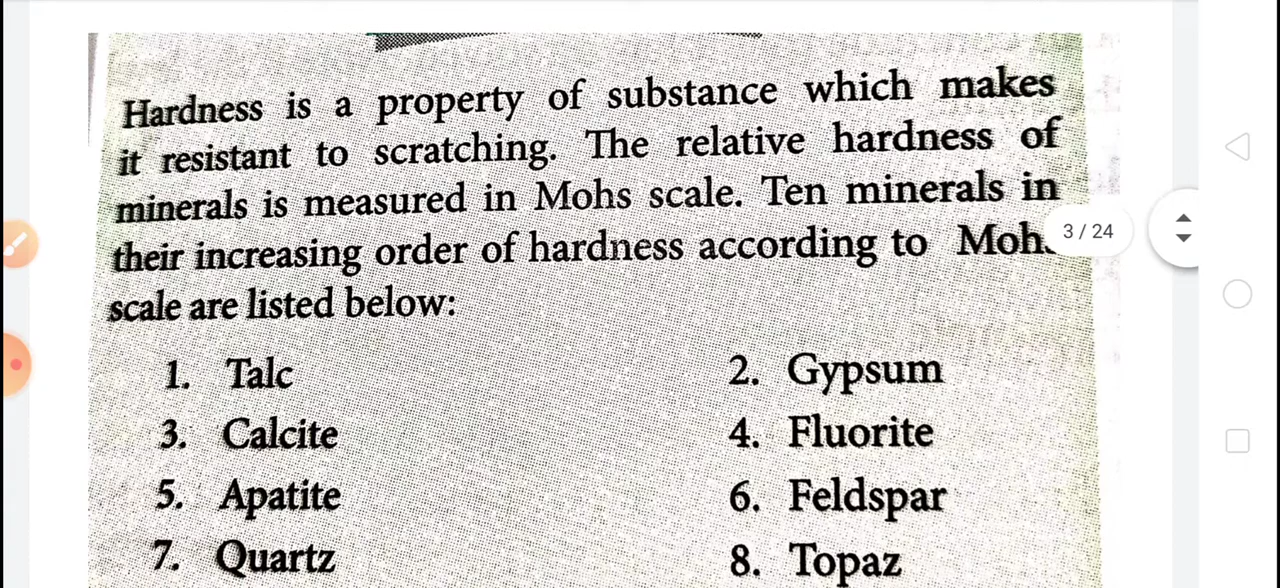 Hardness is a property of substance which makes
it resistant to scratching. The relative hardness of
minerals is measured in Mohs scale. Ten minerals in
their increasing order of hardness according to Moh
3 / 24
scale are listed below:
1. Talc 2. Gypsum
3. Calcite 4. Fluorite
5. Apatite 6. Feldspar
7. Quartz 8. Topaz